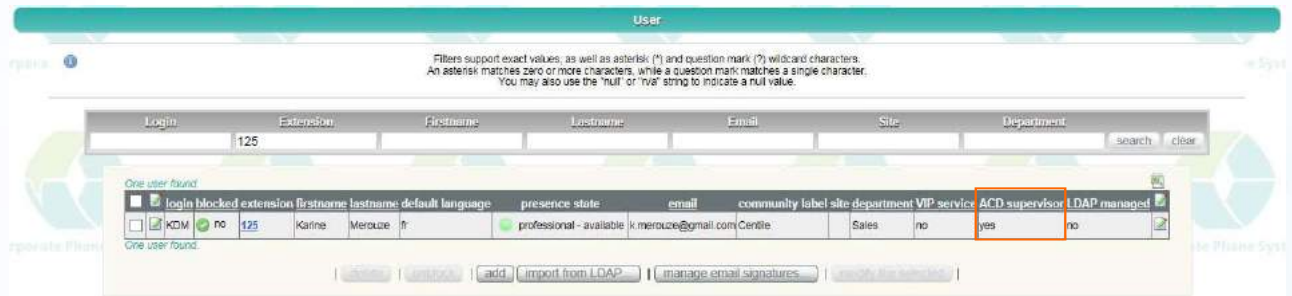 User
Filters support exact values, as well as asterisk (*) and question mark (?) wildcard characters.
An asterisk matches zero or more characters, while a question mark matches a single character.
You may also use the "null" or "n/a" string to indicate a null value.
Login Extension Firstname Lastname Email Site Department
125 search clear
One user found.
login blocked extension firstname lastname default language presence state email community label site department VIP service ACD supervisor LDAP managed
KDM no 125 Karine Merouze fr professional - available k.merouze@gmail.com Centile Sales no yes no
One user found.
| delete | unblock | add import from LDAP... | manage email signatures... | modify the selected |